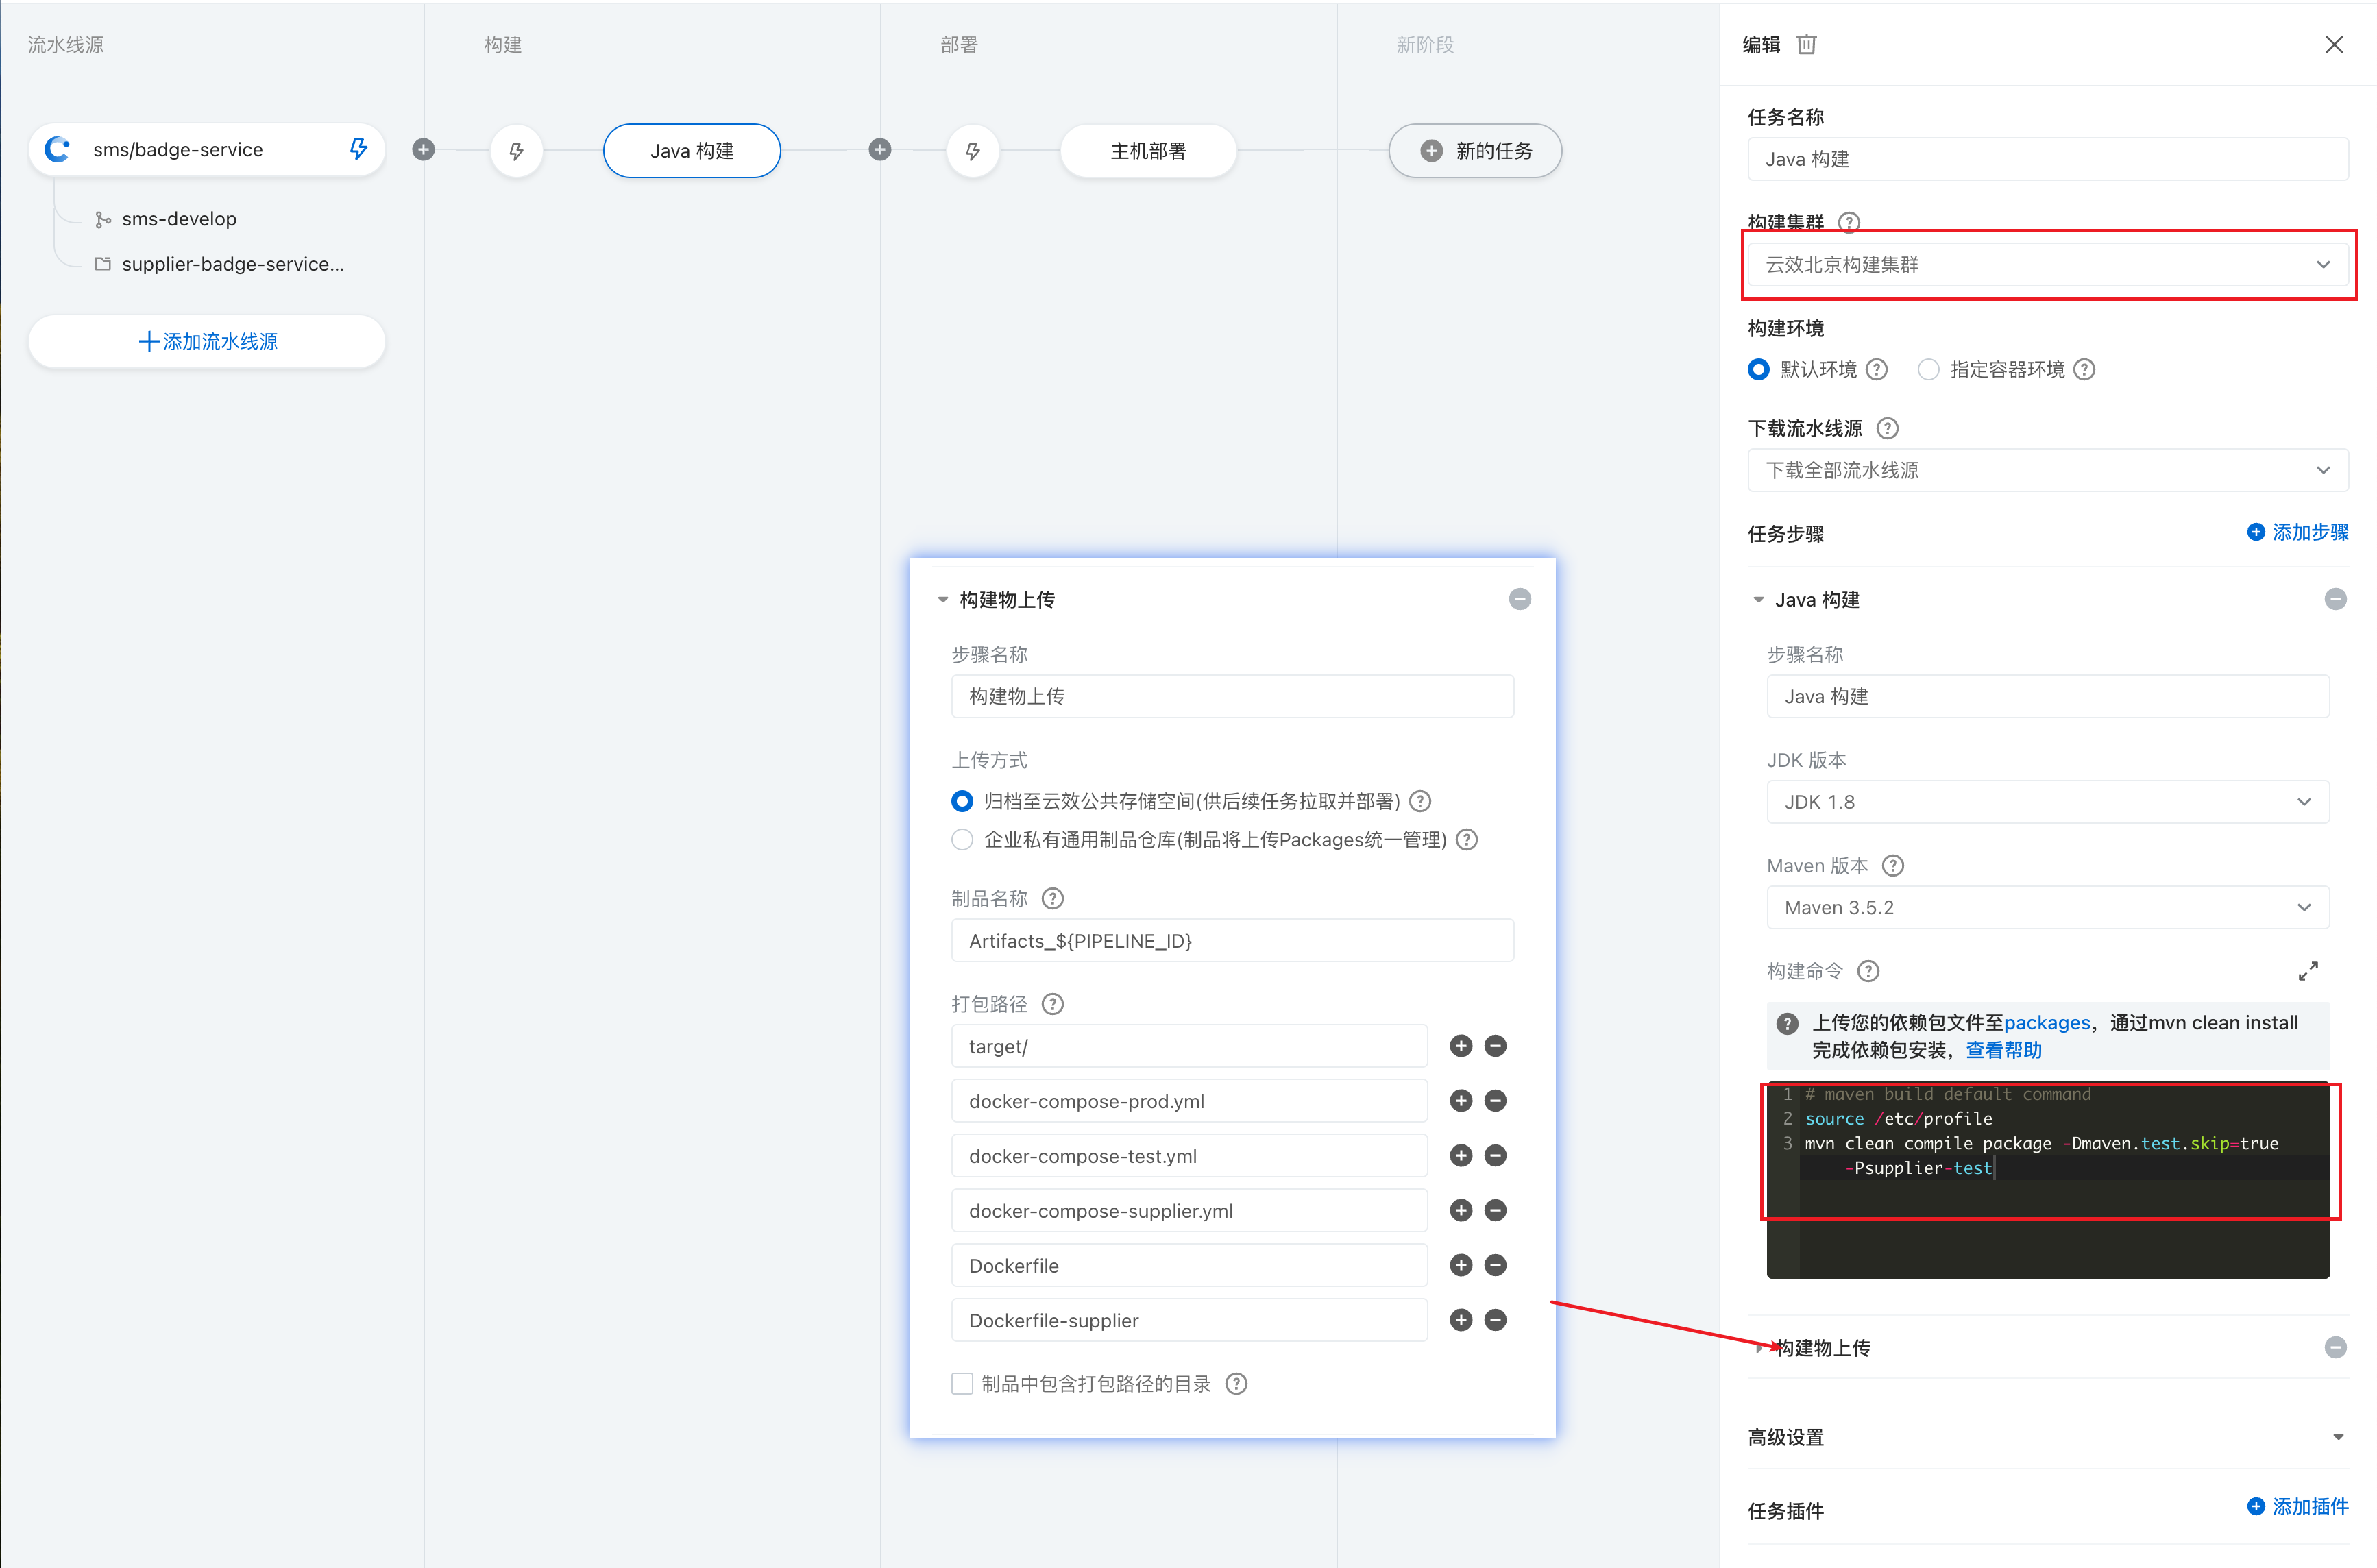 流水线源
构建
部署
新阶段
sms/badge-service
Java 构建
主机部署
新的任务
sms-develop
supplier-badge-service...
添加流水线源
构建物上传
步骤名称
构建物上传
上传方式
归档至云效公共存储空间(供后续任务拉取并部署)
企业私有通用制品仓库(制品将上传Packages统一管理)
制品名称
Artifacts_${PIPELINE_ID}
打包路径
target/
docker-compose-prod.yml
docker-compose-test.yml
docker-compose-supplier.yml
Dockerfile
Dockerfile-supplier
制品中包含打包路径的目录
编辑
任务名称
Java 构建
构建集群
云效北京构建集群
构建环境
默认环境 指定容器环境
下载流水线源
下载全部流水线源
任务步骤 添加步骤
Java 构建
步骤名称
Java 构建
JDK 版本
JDK 1.8
Maven 版本
Maven 3.5.2
构建命令
上传您的依赖包文件至packages，通过mvn clean install
完成依赖包安装，查看帮助
1 # maven build default command
2 source /etc/profile
3 mvn clean compile package -Dmaven.test.skip=true
-Psupplier-test
构建物上传
高级设置
任务插件 添加插件